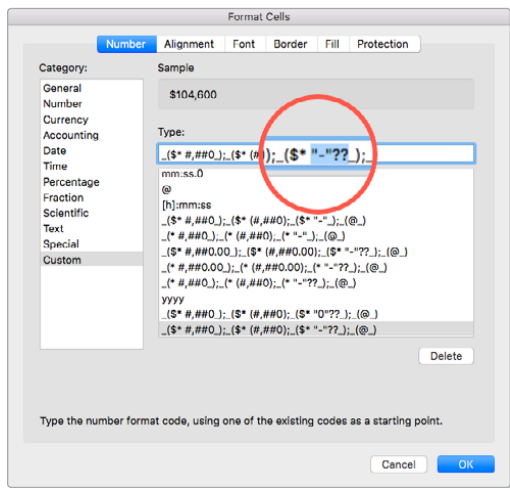 Format Cells
Number Alignment Font Border Fill Protection
Category:
General
Number
Currency
Accounting
Date
Time
Percentage
Fraction
Scientific
Text
Special
Custom
Sample
$104,600
Type:
_($* #,##0_);_($* (#);_($* "-"??_);_
mm:ss.0
@
[h]:mm:ss
_($* #,##0_);_($* (#,##0);_($* "-"_);_(@_)
_(* #,##0_);_(* (#,##0);_(* "-"_);_(@_)
_($* #,##0.00_);_($* (#,##0.00);_($* "-"??_);_(@_)
_(* #,##0.00_);_(* (#,##0.00);_(* "-"??_);_(@_)
_(* #,##0_);_(* (#,##0);_(* "-"??_);_(@_)
yyyy
_($* #,##0_);_($* (#,##0);_($* "0"??_);_(@_)
_($* #,##0_);_($* (#,##0);_($* "-"??_);_(@_)
Delete
Type the number format code, using one of the existing codes as a starting point.
Cancel OK